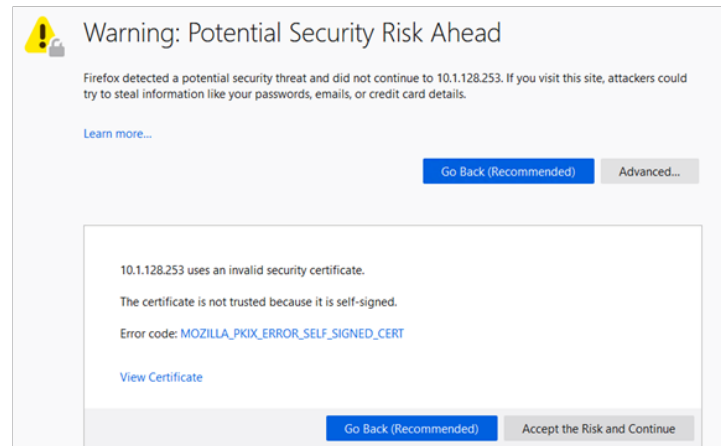 Warning: Potential Security Risk Ahead
Firefox detected a potential security threat and did not continue to 10.1.128.253. If you visit this site, attackers could
try to steal information like your passwords, emails, or credit card details.
Learn more...
Go Back (Recommended) Advanced...
10.1.128.253 uses an invalid security certificate.
The certificate is not trusted because it is self-signed.
Error code: MOZILLA_PKIX_ERROR_SELF_SIGNED_CERT
View Certificate
Go Back (Recommended) Accept the Risk and Continue